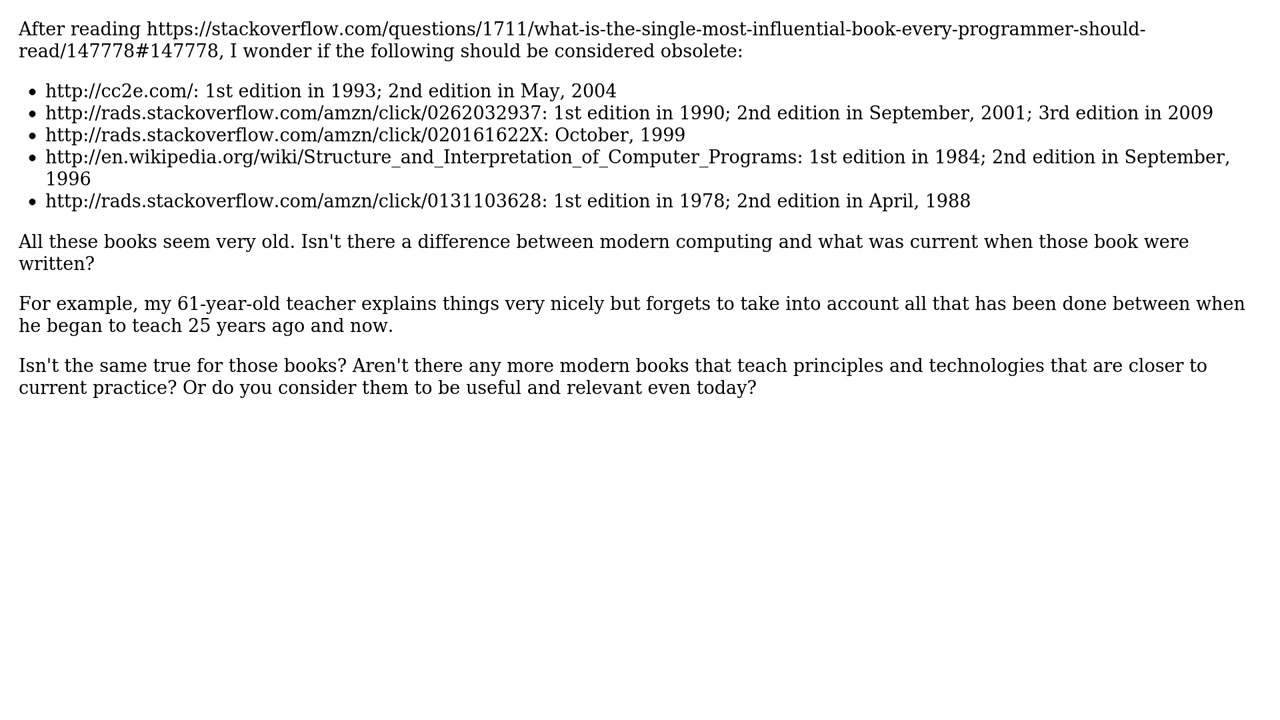 After reading https://stackoverflow.com/questions/1711/what-is-the-single-most-influential-book-every-programmer-should-
read/147778#147778, I wonder if the following should be considered obsolete:
• http://cc2e.com/: 1st edition in 1993; 2nd edition in May, 2004
• http://rads.stackoverflow.com/amzn/click/0262032937: 1st edition in 1990; 2nd edition in September, 2001; 3rd edition in 2009
• http://rads.stackoverflow.com/amzn/click/020161622X: October, 1999
• http://en.wikipedia.org/wiki/Structure_and_Interpretation_of_Computer_Programs: 1st edition in 1984; 2nd edition in September,
1996
• http://rads.stackoverflow.com/amzn/click/0131103628: 1st edition in 1978; 2nd edition in April, 1988
All these books seem very old. Isn't there a difference between modern computing and what was current when those book were
written?
For example, my 61-year-old teacher explains things very nicely but forgets to take into account all that has been done between when
he began to teach 25 years ago and now.
Isn't the same true for those books? Aren't there any more modern books that teach principles and technologies that are closer to
current practice? Or do you consider them to be useful and relevant even today?